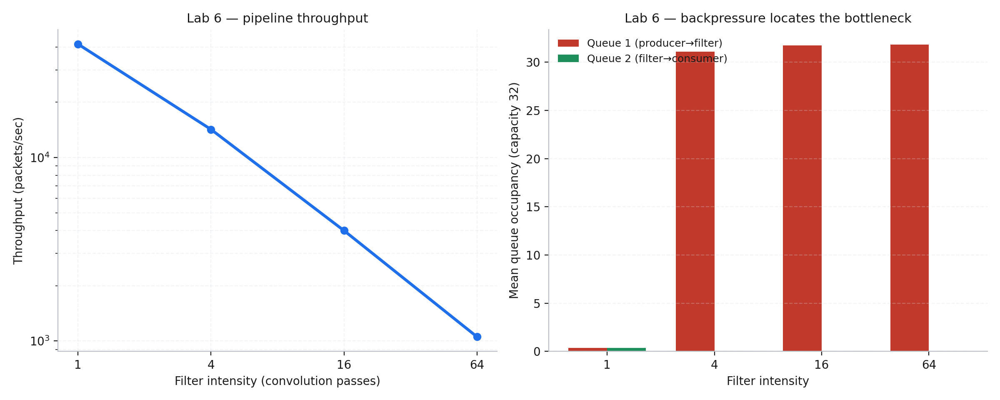 Lab 6 — pipeline throughput
Throughput (packets/sec)
10⁴
10³
1
4
16
64
Filter intensity (convolution passes)
Lab 6 — backpressure locates the bottleneck
Queue 1 (producer→filter)
Queue 2 (filter→consumer)
Mean queue occupancy (capacity 32)
30
25
20
15
10
5
0
1
4
16
64
Filter intensity